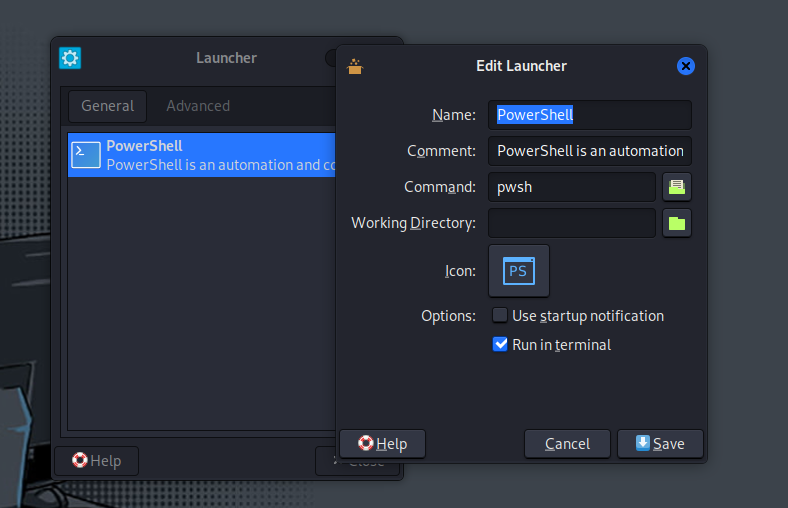 Launcher
General
Advanced
PowerShell
PowerShell is an automation and co
Help
Close
Edit Launcher
Name:
PowerShell
Comment:
PowerShell is an automation
Command:
pwsh
Working Directory:
Icon:
PS
Options:
Use startup notification
Run in terminal
Help
Cancel
Save